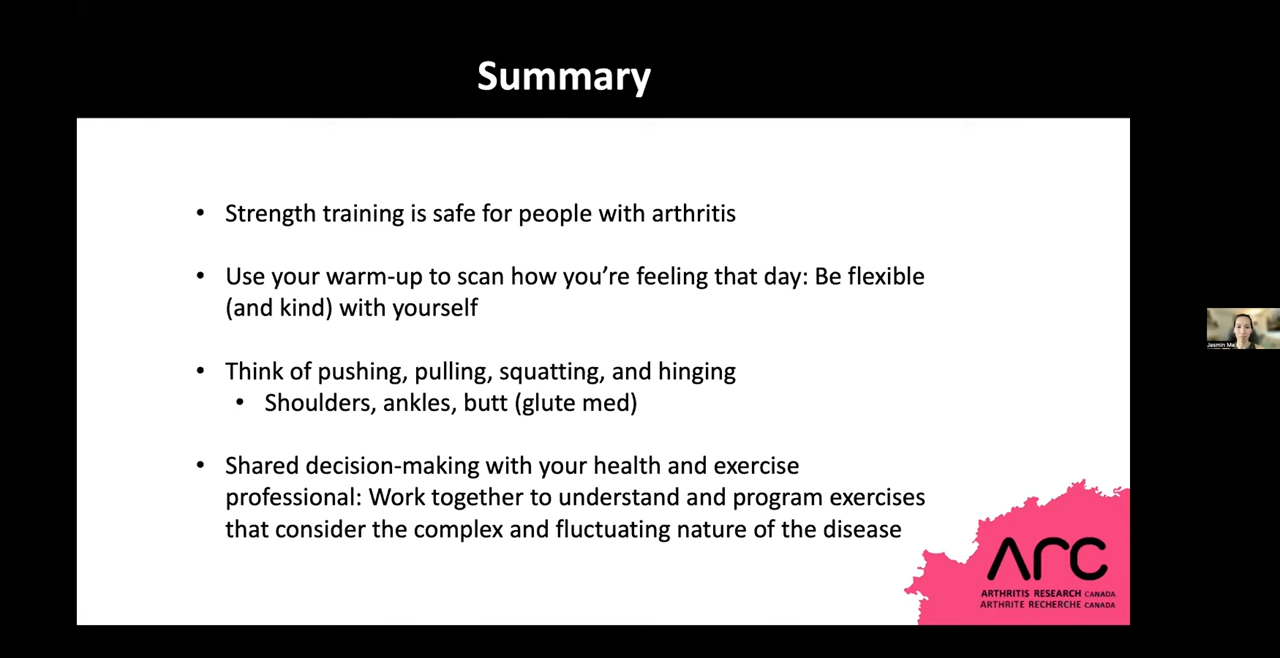 Summary
• Strength training is safe for people with arthritis
• Use your warm-up to scan how you’re feeling that day: Be flexible
(and kind) with yourself
• Think of pushing, pulling, squatting, and hinging
• Shoulders, ankles, butt (glute med)
• Shared decision-making with your health and exercise
professional: Work together to understand and program exercises
that consider the complex and fluctuating nature of the disease
arc
ARTHRITIS RESEARCH CANADA
ARTHRITE RECHERCHE CANADA
Jasmin Ma